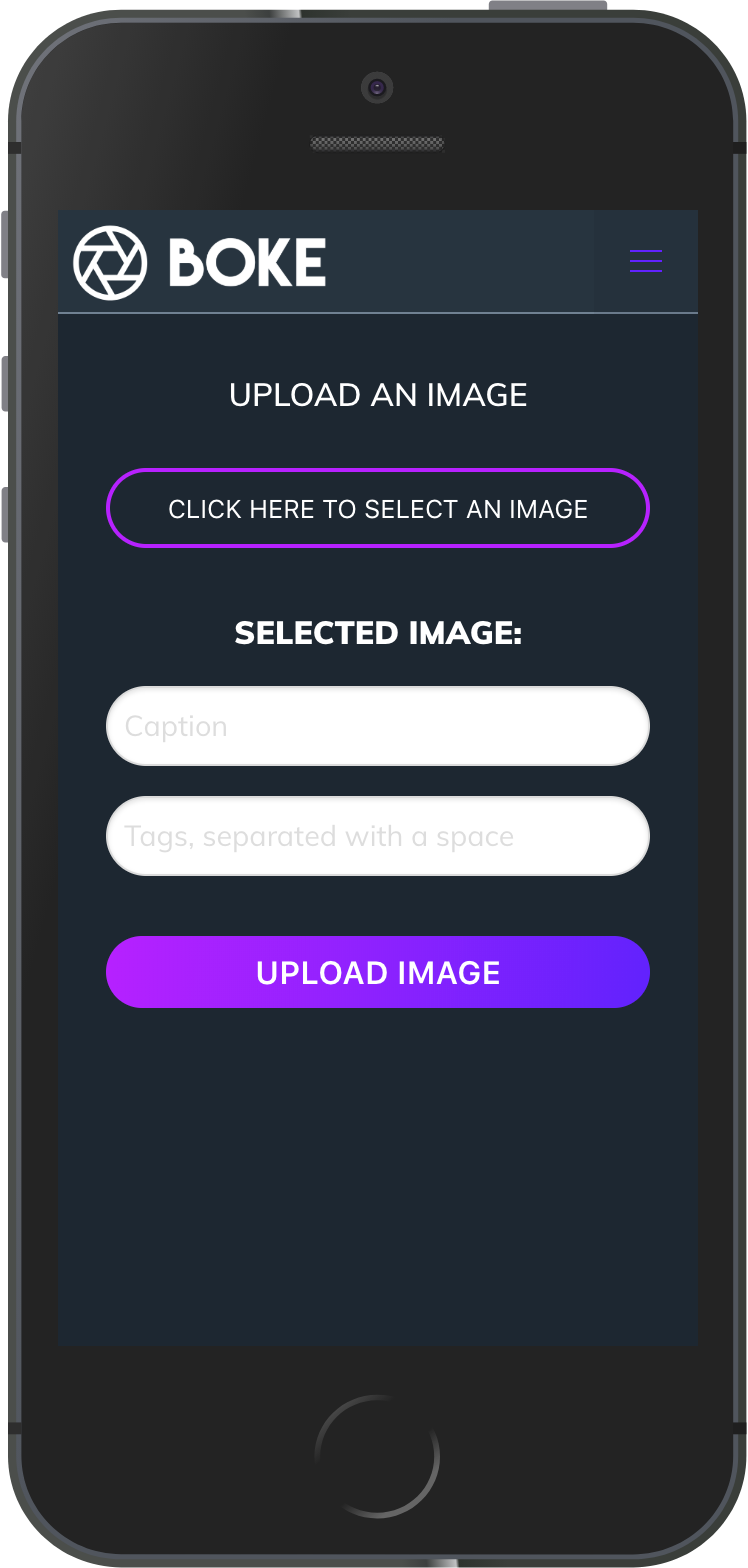 BOKE
UPLOAD AN IMAGE
CLICK HERE TO SELECT AN IMAGE
SELECTED IMAGE:
Caption
Tags, separated with a space
UPLOAD IMAGE